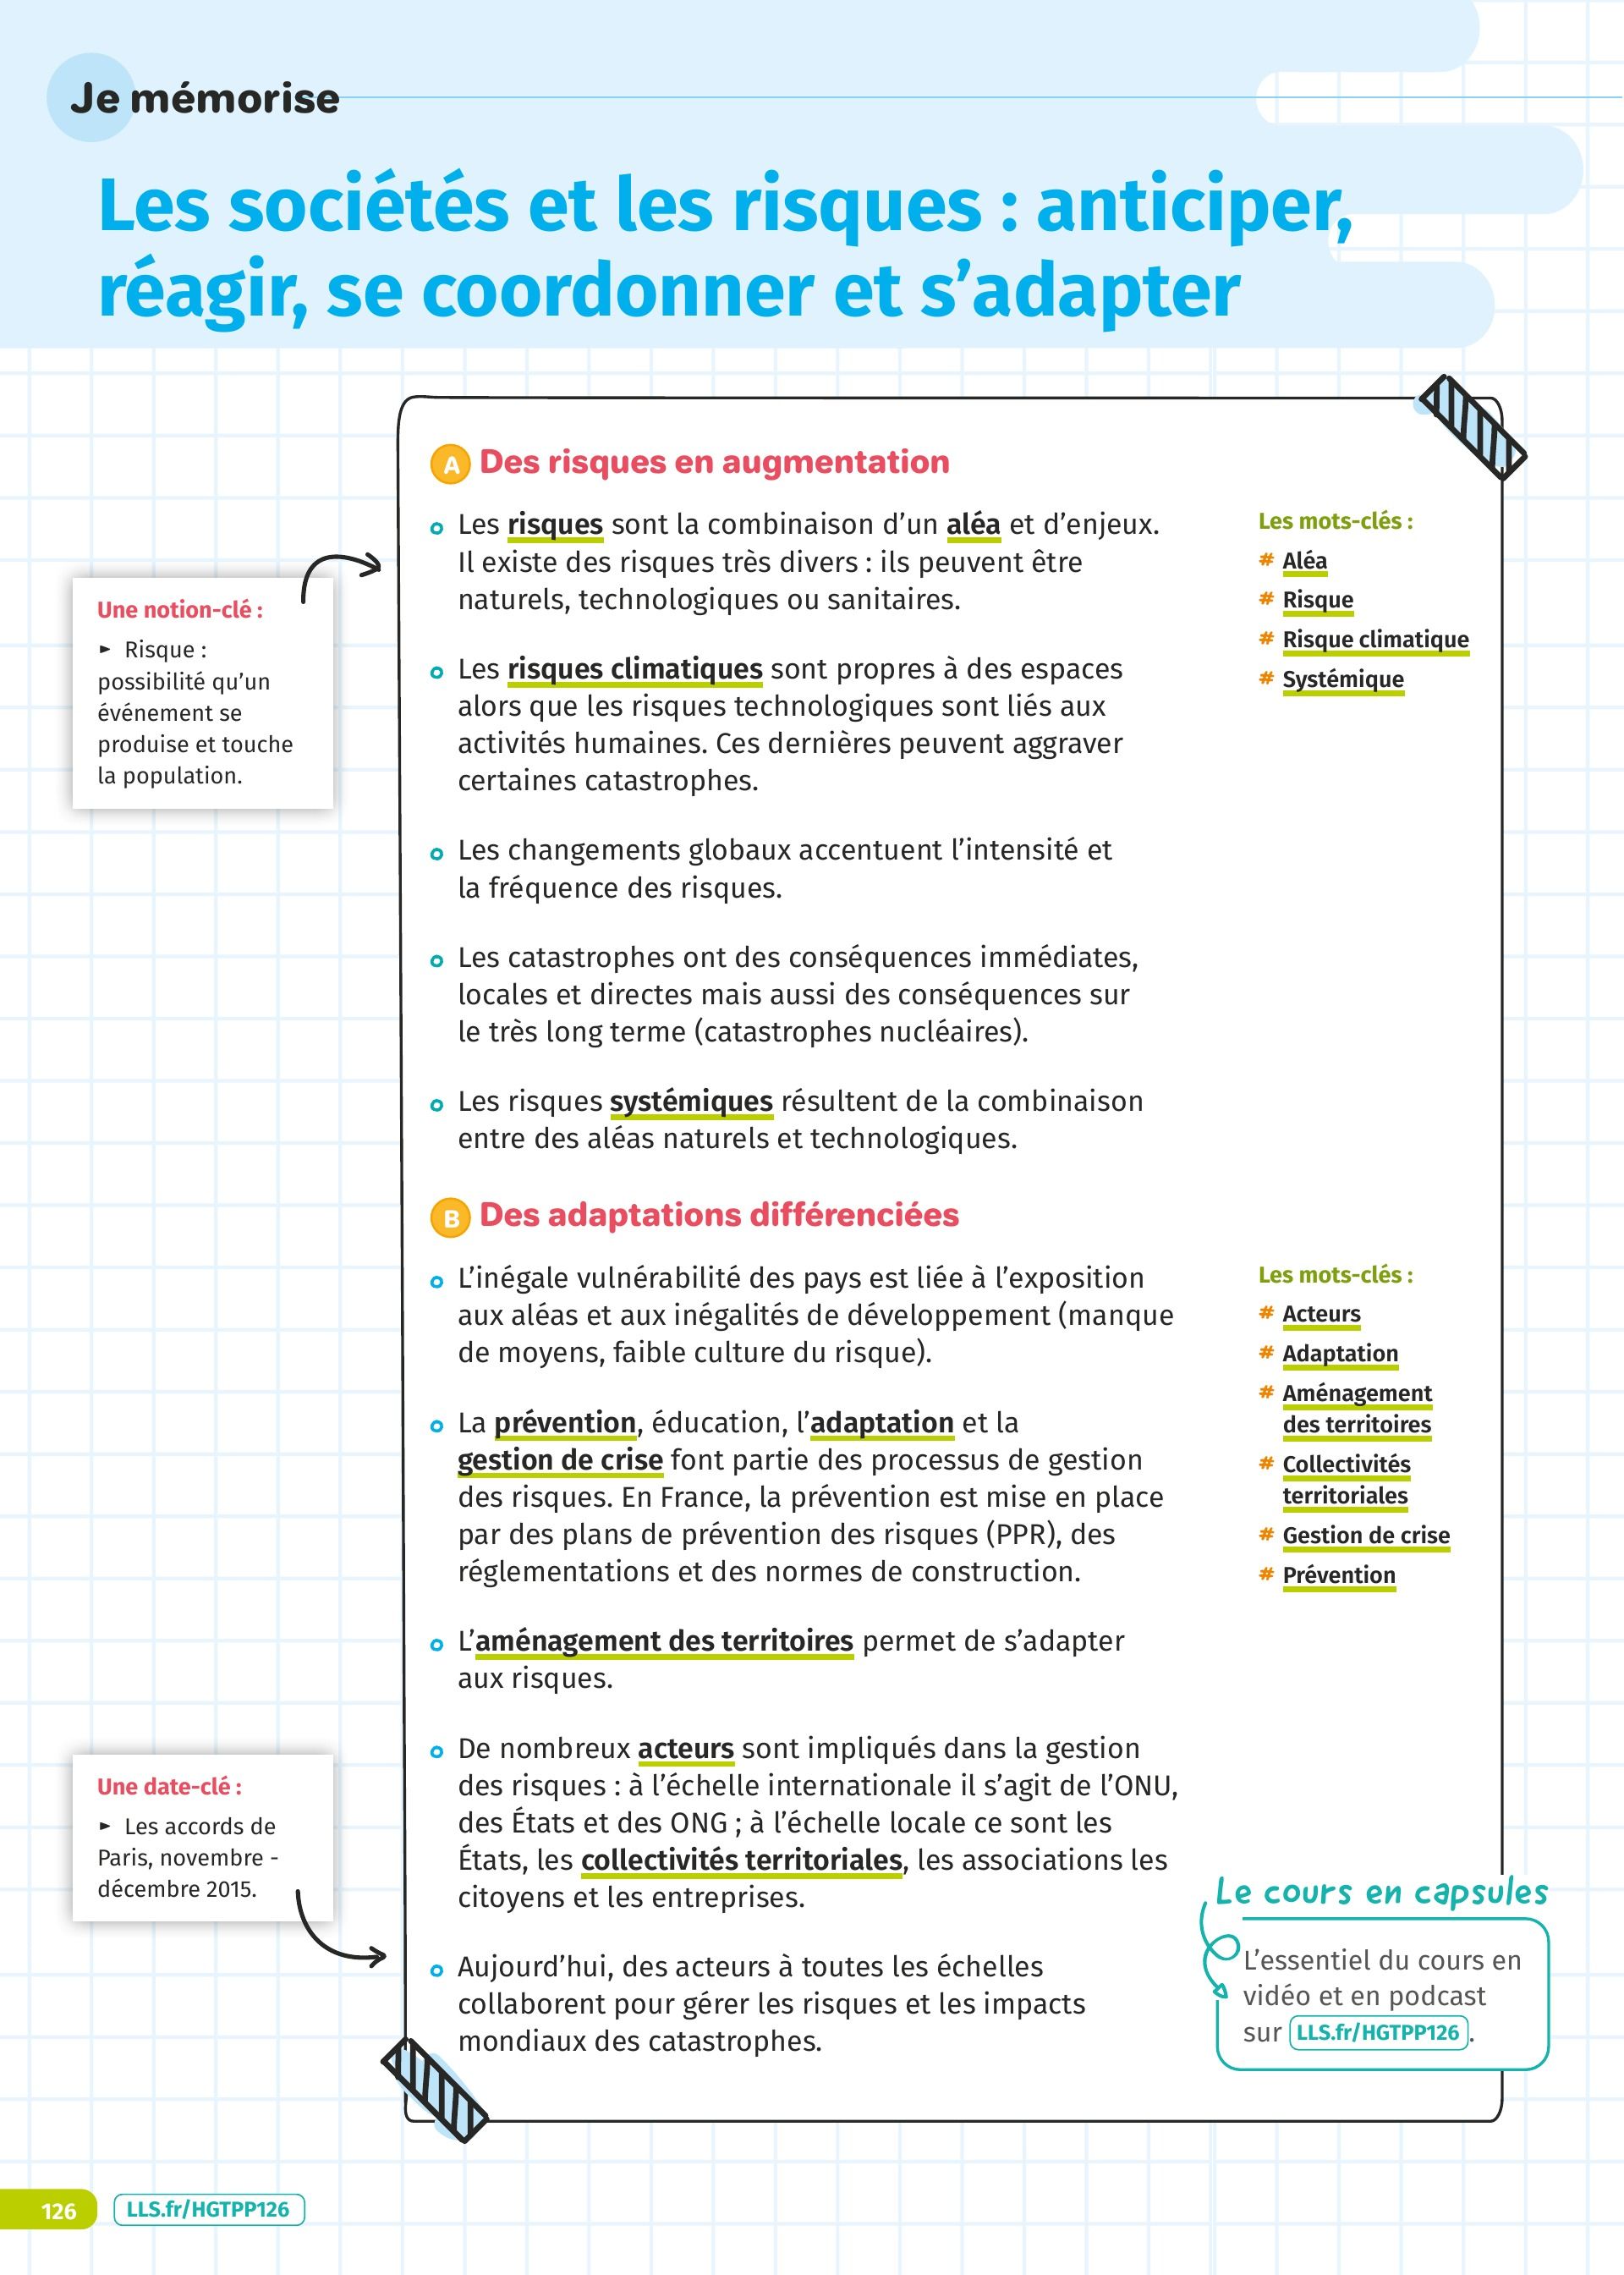 Je mémorise
Les sociétés et les risques : anticiper,
réagir, se coordonner et s’adapter
A Des risques en augmentation
Les risques sont la combinaison d’un aléa et d’enjeux.
Il existe des risques très divers : ils peuvent être
naturels, technologiques ou sanitaires.
Les risques climatiques sont propres à des espaces
alors que les risques technologiques sont liés aux
activités humaines. Ces dernières peuvent aggraver
certaines catastrophes.
Les changements globaux accentuent l’intensité et
la fréquence des risques.
Les catastrophes ont des conséquences immédiates,
locales et directes mais aussi des conséquences sur
le très long terme (catastrophes nucléaires).
Les risques systémiques résultent de la combinaison
entre des aléas naturels et technologiques.
Les mots-clés :
# Aléa
# Risque
# Risque climatique
# Systémique
Une notion-clé :
► Risque :
possibilité qu’un
événement se
produise et touche
la population.
B Des adaptations différenciées
L’inégale vulnérabilité des pays est liée à l’exposition
aux aléas et aux inégalités de développement (manque
de moyens, faible culture du risque).
La prévention, éducation, l’adaptation et la
gestion de crise font partie des processus de gestion
des risques. En France, la prévention est mise en place
par des plans de prévention des risques (PPR), des
réglementations et des normes de construction.
L’aménagement des territoires permet de s’adapter
aux risques.
De nombreux acteurs sont impliqués dans la gestion
des risques : à l’échelle internationale il s’agit de l’ONU,
des États et des ONG ; à l’échelle locale ce sont les
États, les collectivités territoriales, les associations les
citoyens et les entreprises.
Aujourd’hui, des acteurs à toutes les échelles
collaborent pour gérer les risques et les impacts
mondiaux des catastrophes.
Les mots-clés :
# Acteurs
# Adaptation
# Aménagement
des territoires
# Collectivités
territoriales
# Gestion de crise
# Prévention
Une date-clé :
► Les accords de
Paris, novembre -
décembre 2015.
Le cours en capsules
L’essentiel du cours en
vidéo et en podcast
sur LLS.fr/HGTPP126.
126 LLS.fr/HGTPP126